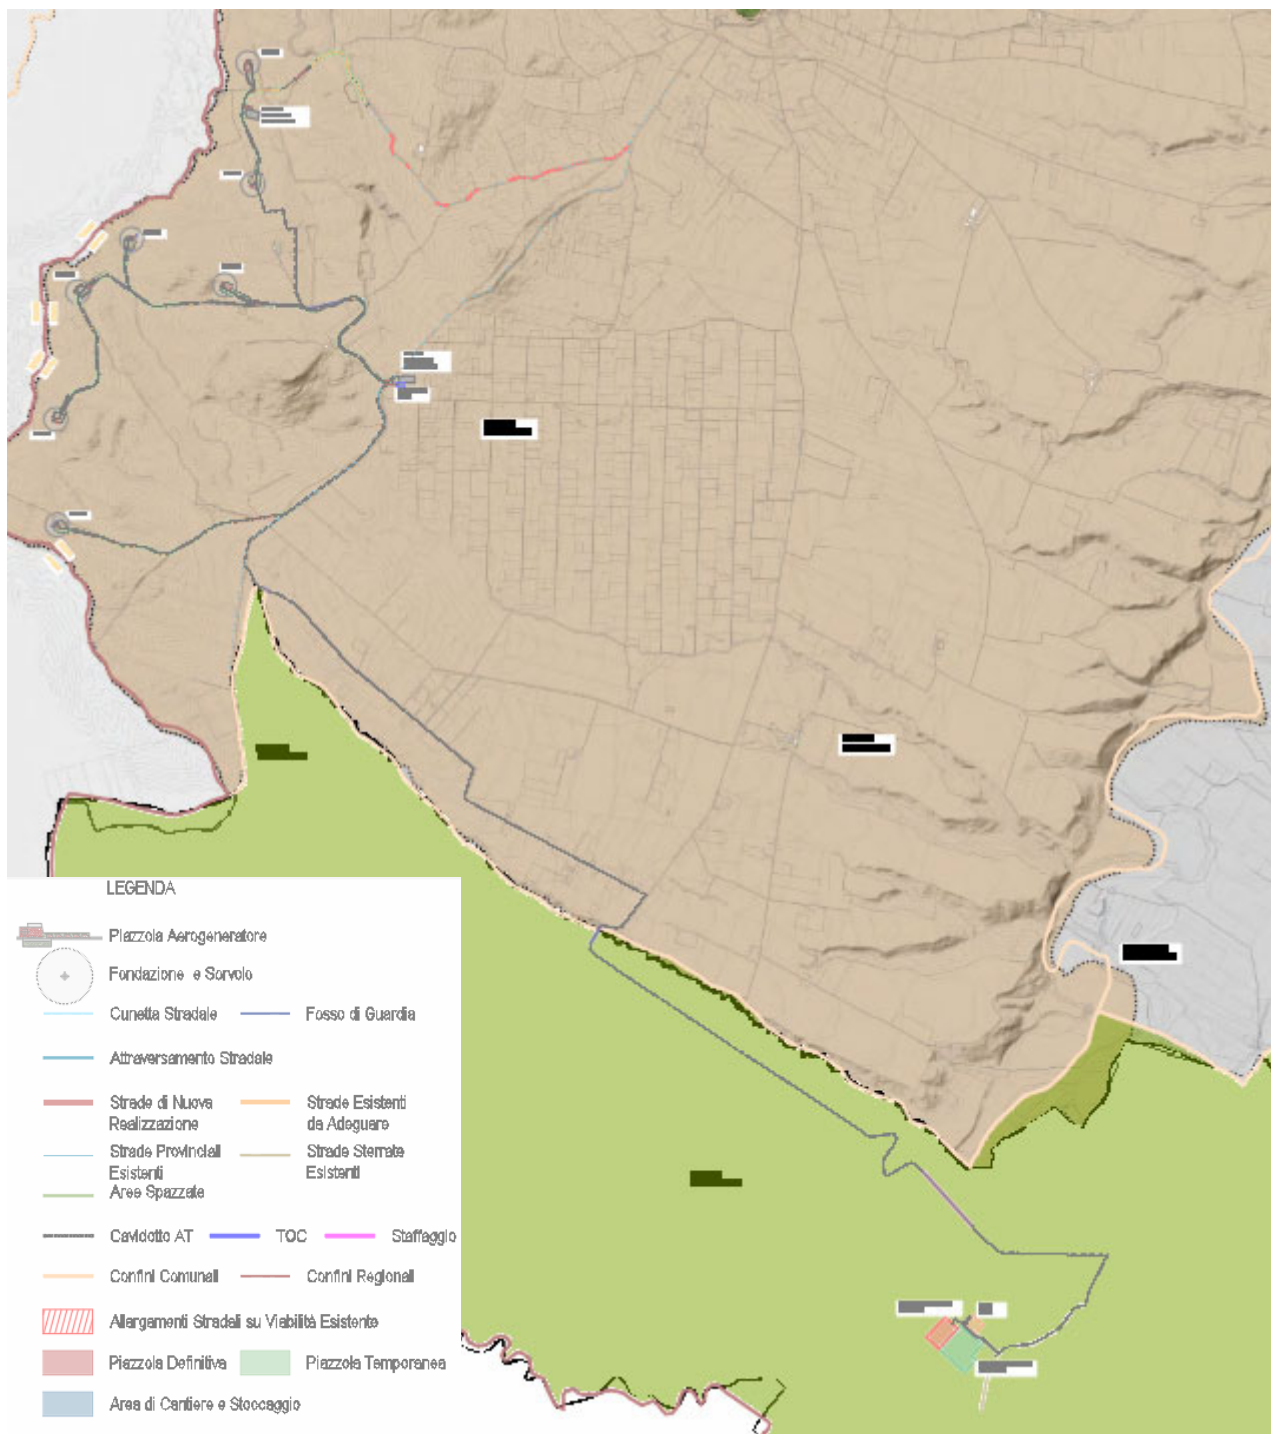 LEGENDA
Piazzola Aerogeneratore
Fondazione e Sorvolo
Cunetta Stradale
Fosso di Guardia
Attraversamento Stradale
Strade di Nuova
Realizzazione
Strade Esistenti
da Adeguare
Strade Provinciali
Esistenti
Strade Sterrate
Esistenti
Aree Spazzate
Cavidotto AT
TOC
Staffaggio
Confini Comunali
Confini Regionali
Allargamenti Stradali su Viabilità Esistente
Piazzola Definitiva
Piazzola Temporanea
Area di Cantiere e Stoccaggio